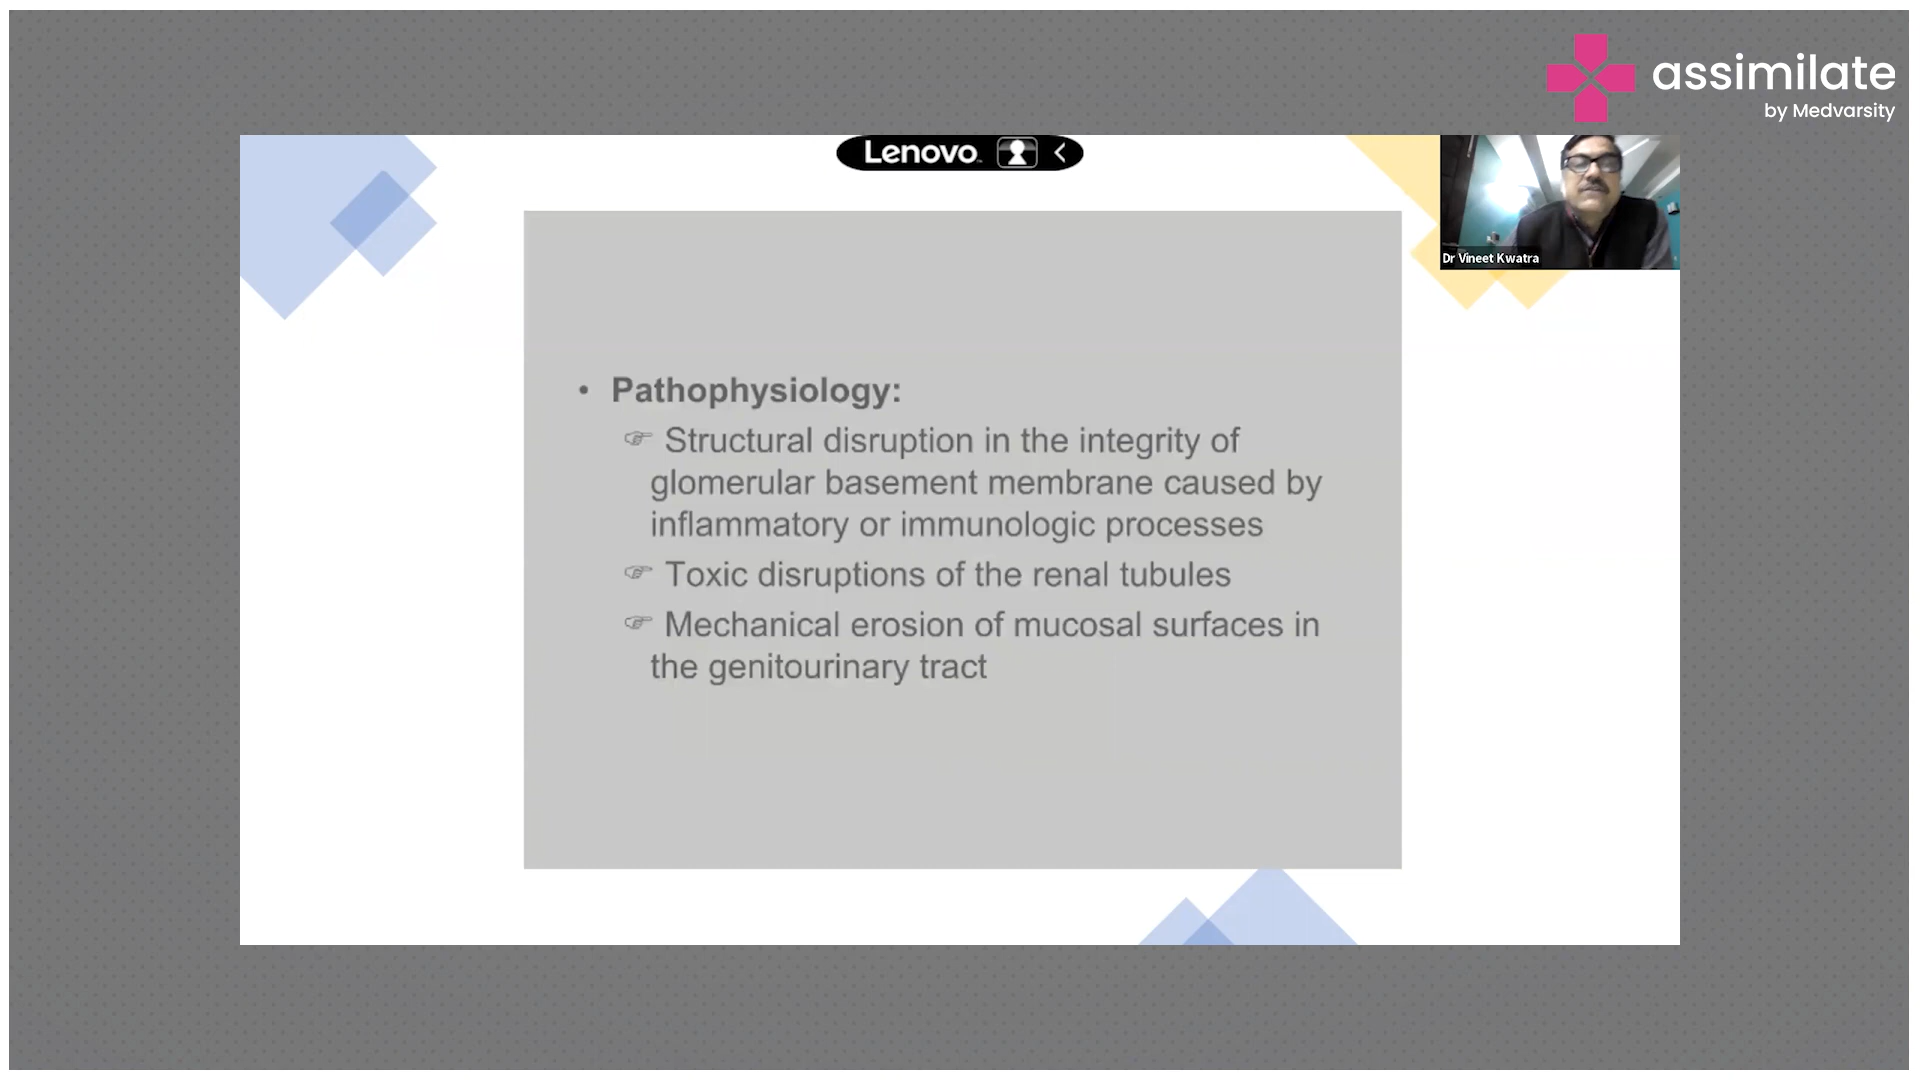 assimilate
by Medvarsity
Lenovo
Dr Vineet Kwatra
• Pathophysiology:
☞ Structural disruption in the integrity of
glomerular basement membrane caused by
inflammatory or immunologic processes
☞ Toxic disruptions of the renal tubules
☞ Mechanical erosion of mucosal surfaces in
the genitourinary tract